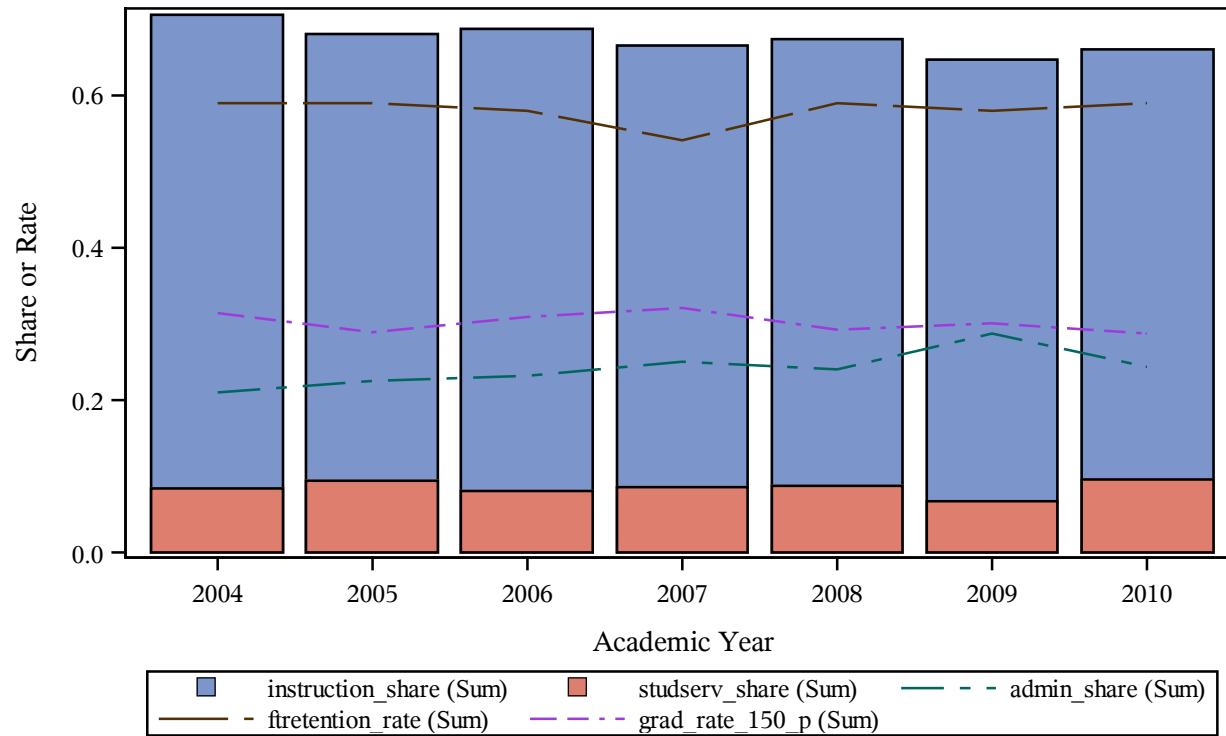 0.6
0.4
0.2
0.0
Share or Rate
2004 2005 2006 2007 2008 2009 2010
Academic Year
instruction_share (Sum) studserv_share (Sum) admin_share (Sum)
ftretention_rate (Sum) grad_rate_150_p (Sum)